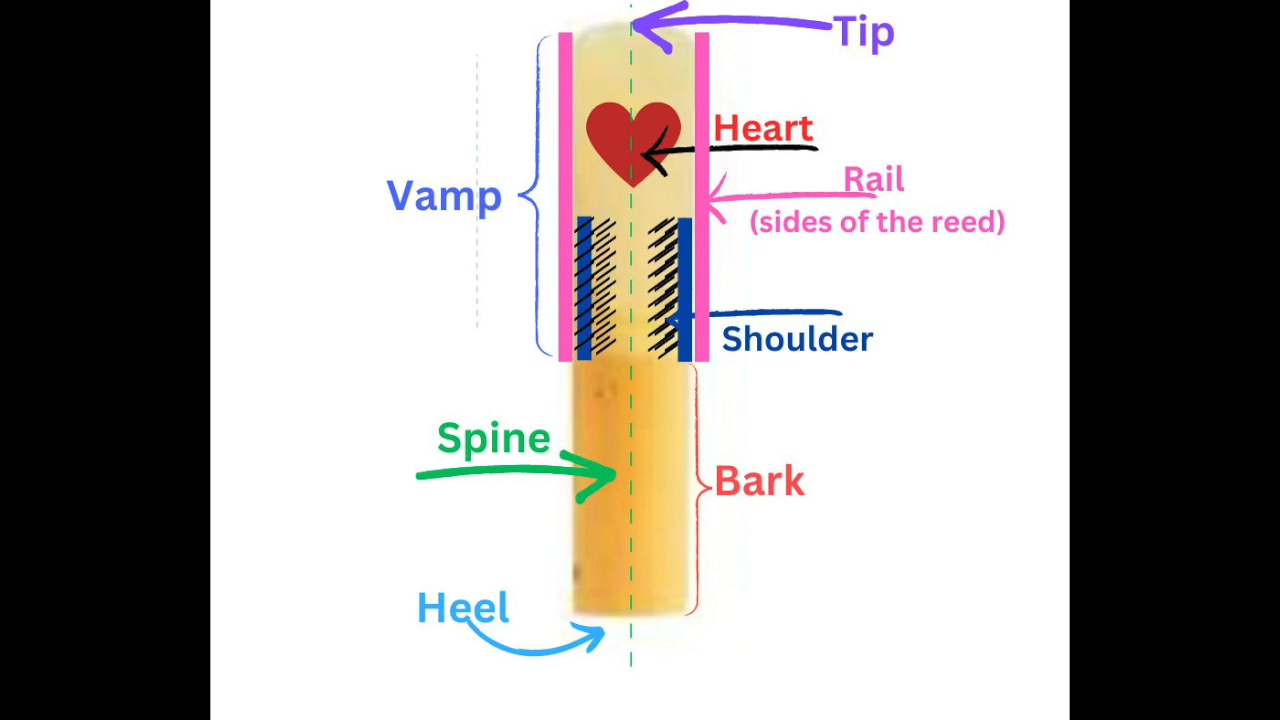 Tip
Heart
Rail
(sides of the reed)
Vamp
Shoulder
Spine
Bark
Heel